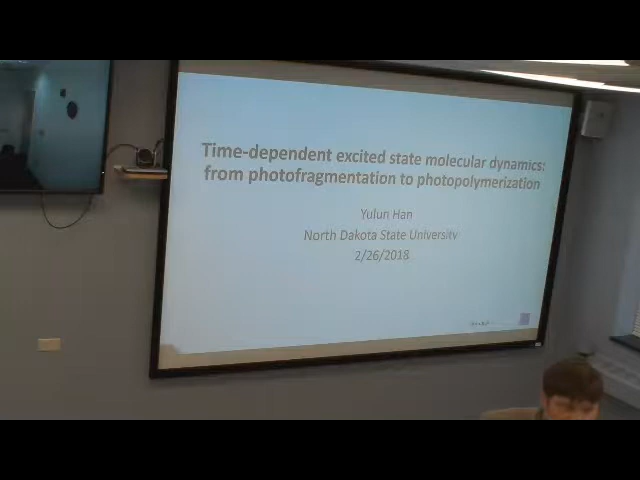 Time-dependent excited state molecular dynamics:
from photofragmentation to photopolymerization
Yulun Han
North Dakota State University
2/26/2018